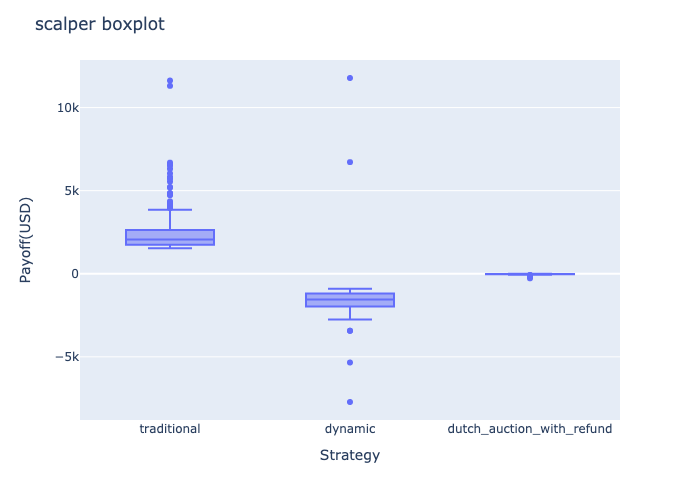 scalper boxplot
10k
5k
0
−5k
Payoff(USD)
traditional
dynamic
dutch_auction_with_refund
Strategy